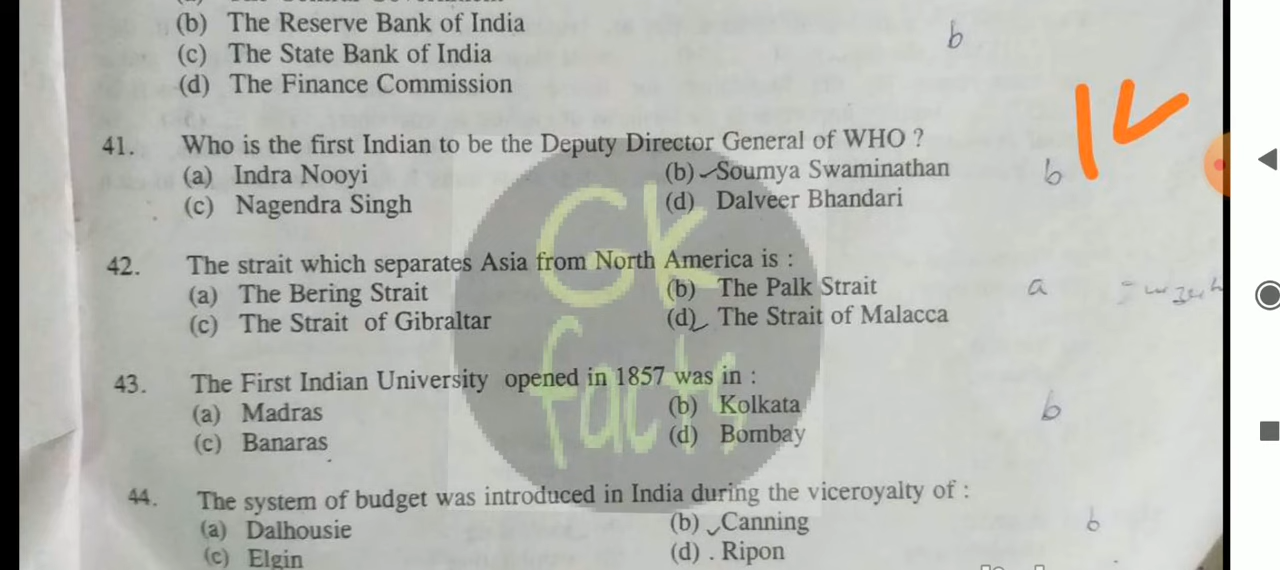 (b) The Reserve Bank of India
(c) The State Bank of India
b
(d) The Finance Commission
41. Who is the first Indian to be the Deputy Director General of WHO ?
(a) Indra Nooyi (b) Soumya Swaminathan
b
(c) Nagendra Singh (d) Dalveer Bhandari
42. The strait which separates Asia from North America is :
(a) The Bering Strait (b) The Palk Strait
a
(c) The Strait of Gibraltar (d) The Strait of Malacca
43. The First Indian University opened in 1857 was in :
(a) Madras (b) Kolkata
b
(c) Banaras (d) Bombay
44. The system of budget was introduced in India during the viceroyalty of :
(a) Dalhousie (b) Canning
b
(c) Elgin (d) . Ripon
Gk
facts